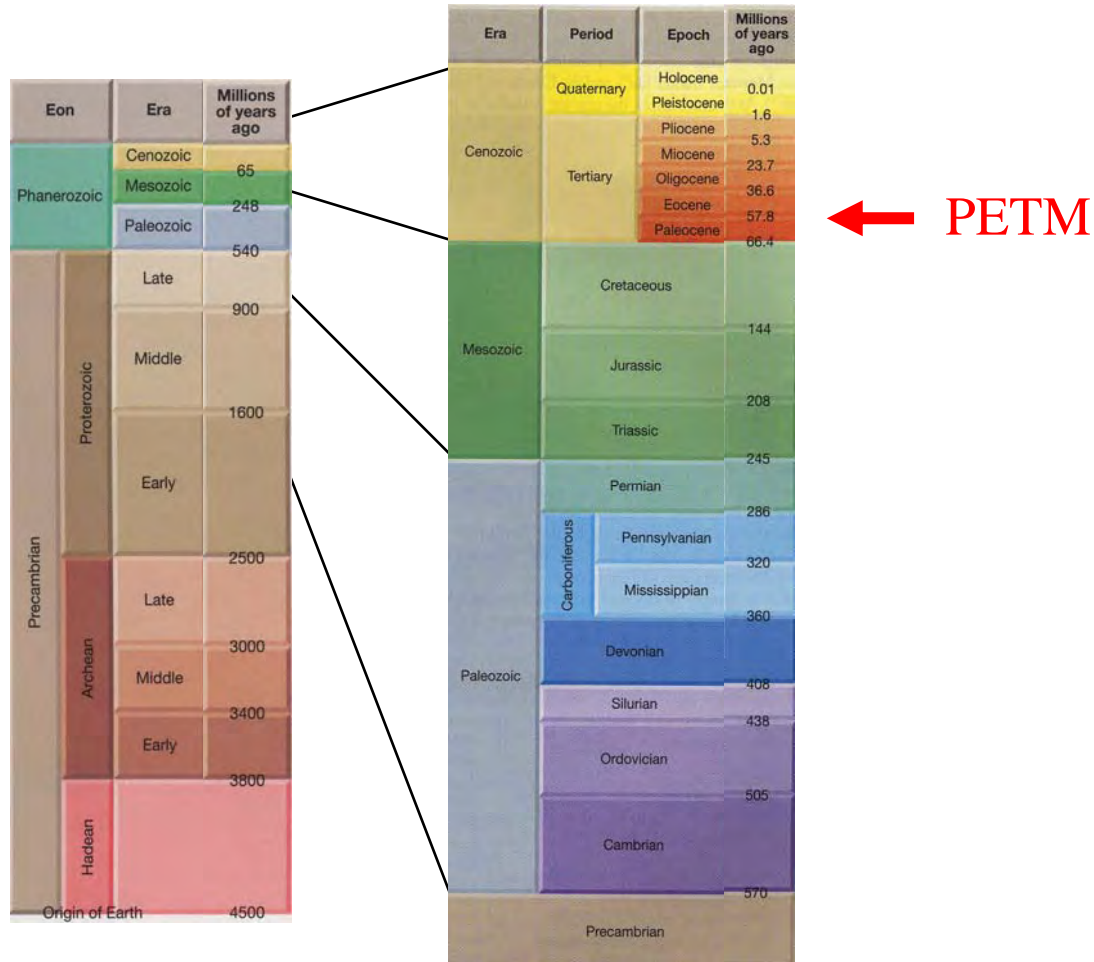 Eon
Era
Millions
of years
ago
Phanerozoic
Cenozoic
65
Mesozoic
248
Paleozoic
540
Precambrian
Proterozoic
Late
900
Middle
1600
Early
2500
Archean
Late
3000
Middle
3400
Early
3800
Hadean
Origin of Earth
4500
Era
Period
Epoch
Millions
of years
ago
Cenozoic
Quaternary
Holocene
0.01
Pleistocene
1.6
Tertiary
Pliocene
5.3
Miocene
23.7
Oligocene
36.6
Eocene
57.8
Paleocene
66.4
Mesozoic
Cretaceous
144
Jurassic
208
Triassic
245
Paleozoic
Permian
286
Carboniferous
Pennsylvanian
320
Mississippian
360
Devonian
408
Silurian
438
Ordovician
505
Cambrian
570
Precambrian
PETM